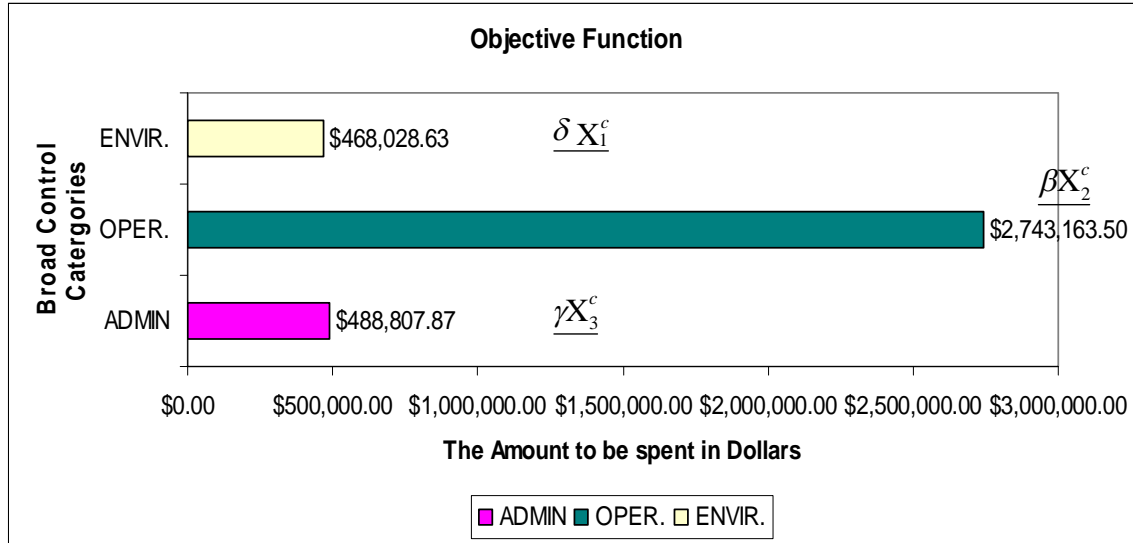 Objective Function
Broad Control
Catergories
ENVIR.
$468,028.63
δ X₁ᶜ
OPER.
$2,743,163.50
βX₂ᶜ
ADMIN
$488,807.87
γX₃ᶜ
$0.00 $500,000.00 $1,000,000.00 $1,500,000.00 $2,000,000.00 $2,500,000.00 $3,000,000.00
The Amount to be spent in Dollars
ADMIN OPER. ENVIR.